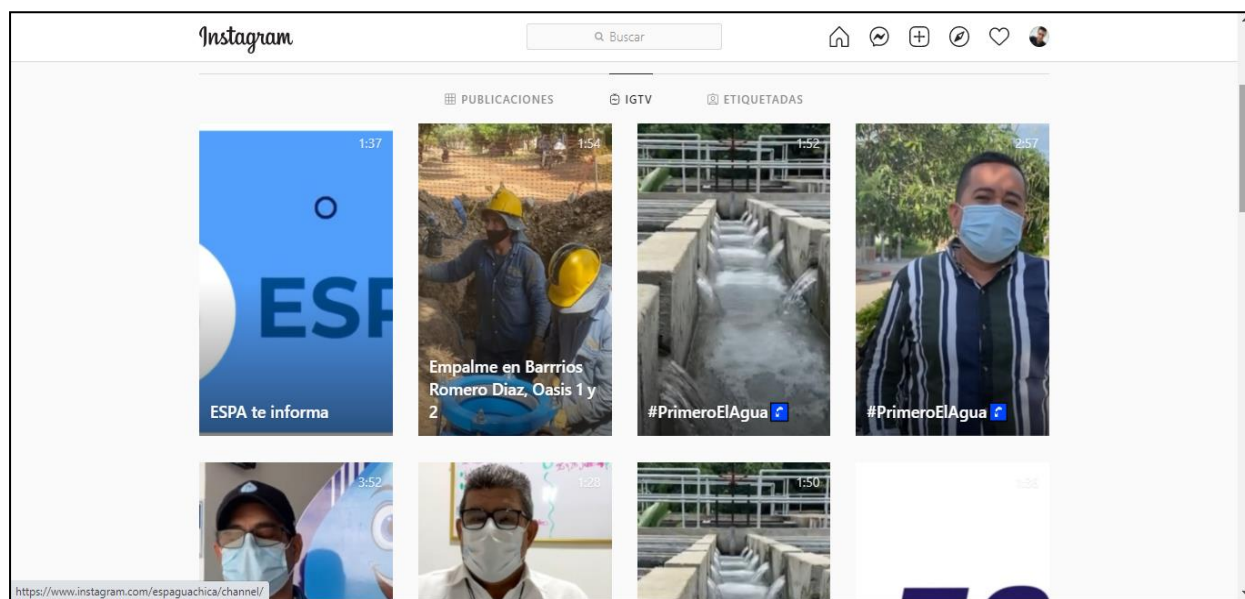 Instagram
Buscar
PUBLICACIONES
IGTV
ETIQUETADAS
1:37
1:54
1:52
2:57
ESP
ESPA te informa
Empalme en Barrrios
Romero Diaz, Oasis 1 y
2
#PrimeroElAgua
#PrimeroElAgua
3:52
1:28
1:50
1:36
https://www.instagram.com/espaguachica/channel/